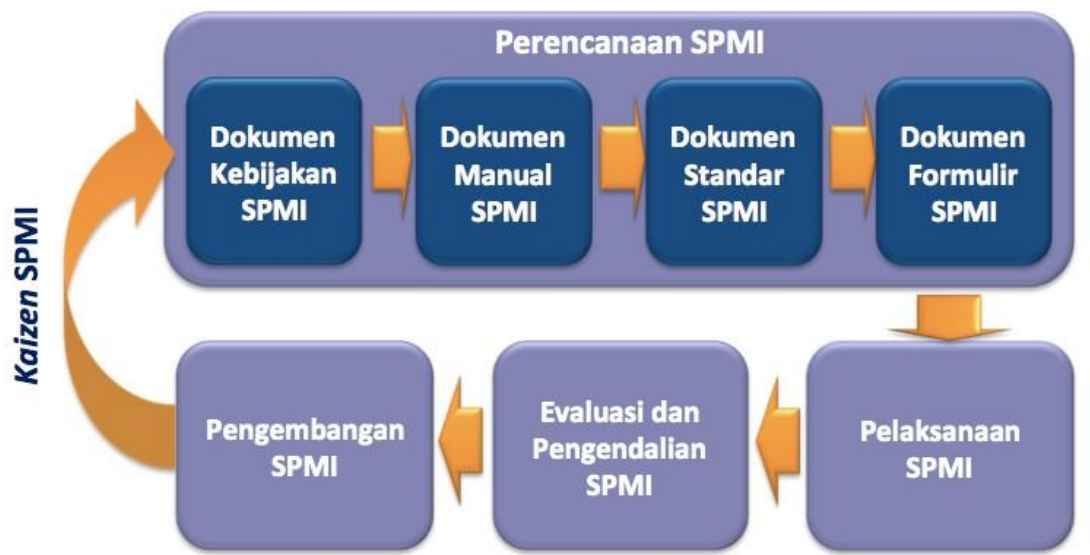 Perencanaan SPMI
Dokumen
Kebijakan
SPMI
Dokumen
Manual
SPMI
Dokumen
Standar
SPMI
Dokumen
Formulir
SPMI
Kaizen SPMI
Pengembangan
SPMI
Evaluasi dan
Pengendalian
SPMI
Pelaksanaan
SPMI